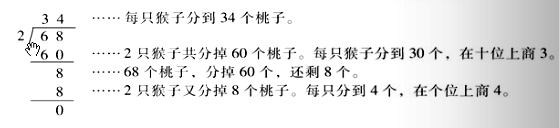 3 4 ……每只猴子分到 34 个桃子。
2 6 8
6 0 ……2 只猴子共分掉 60 个桃子。每只猴子分到 30 个，在十位上商 3。
8 ……68 个桃子，分掉 60 个，还剩 8 个。
8 ……2 只猴子又分掉 8 个桃子。每只分到 4 个，在个位上商 4。
0